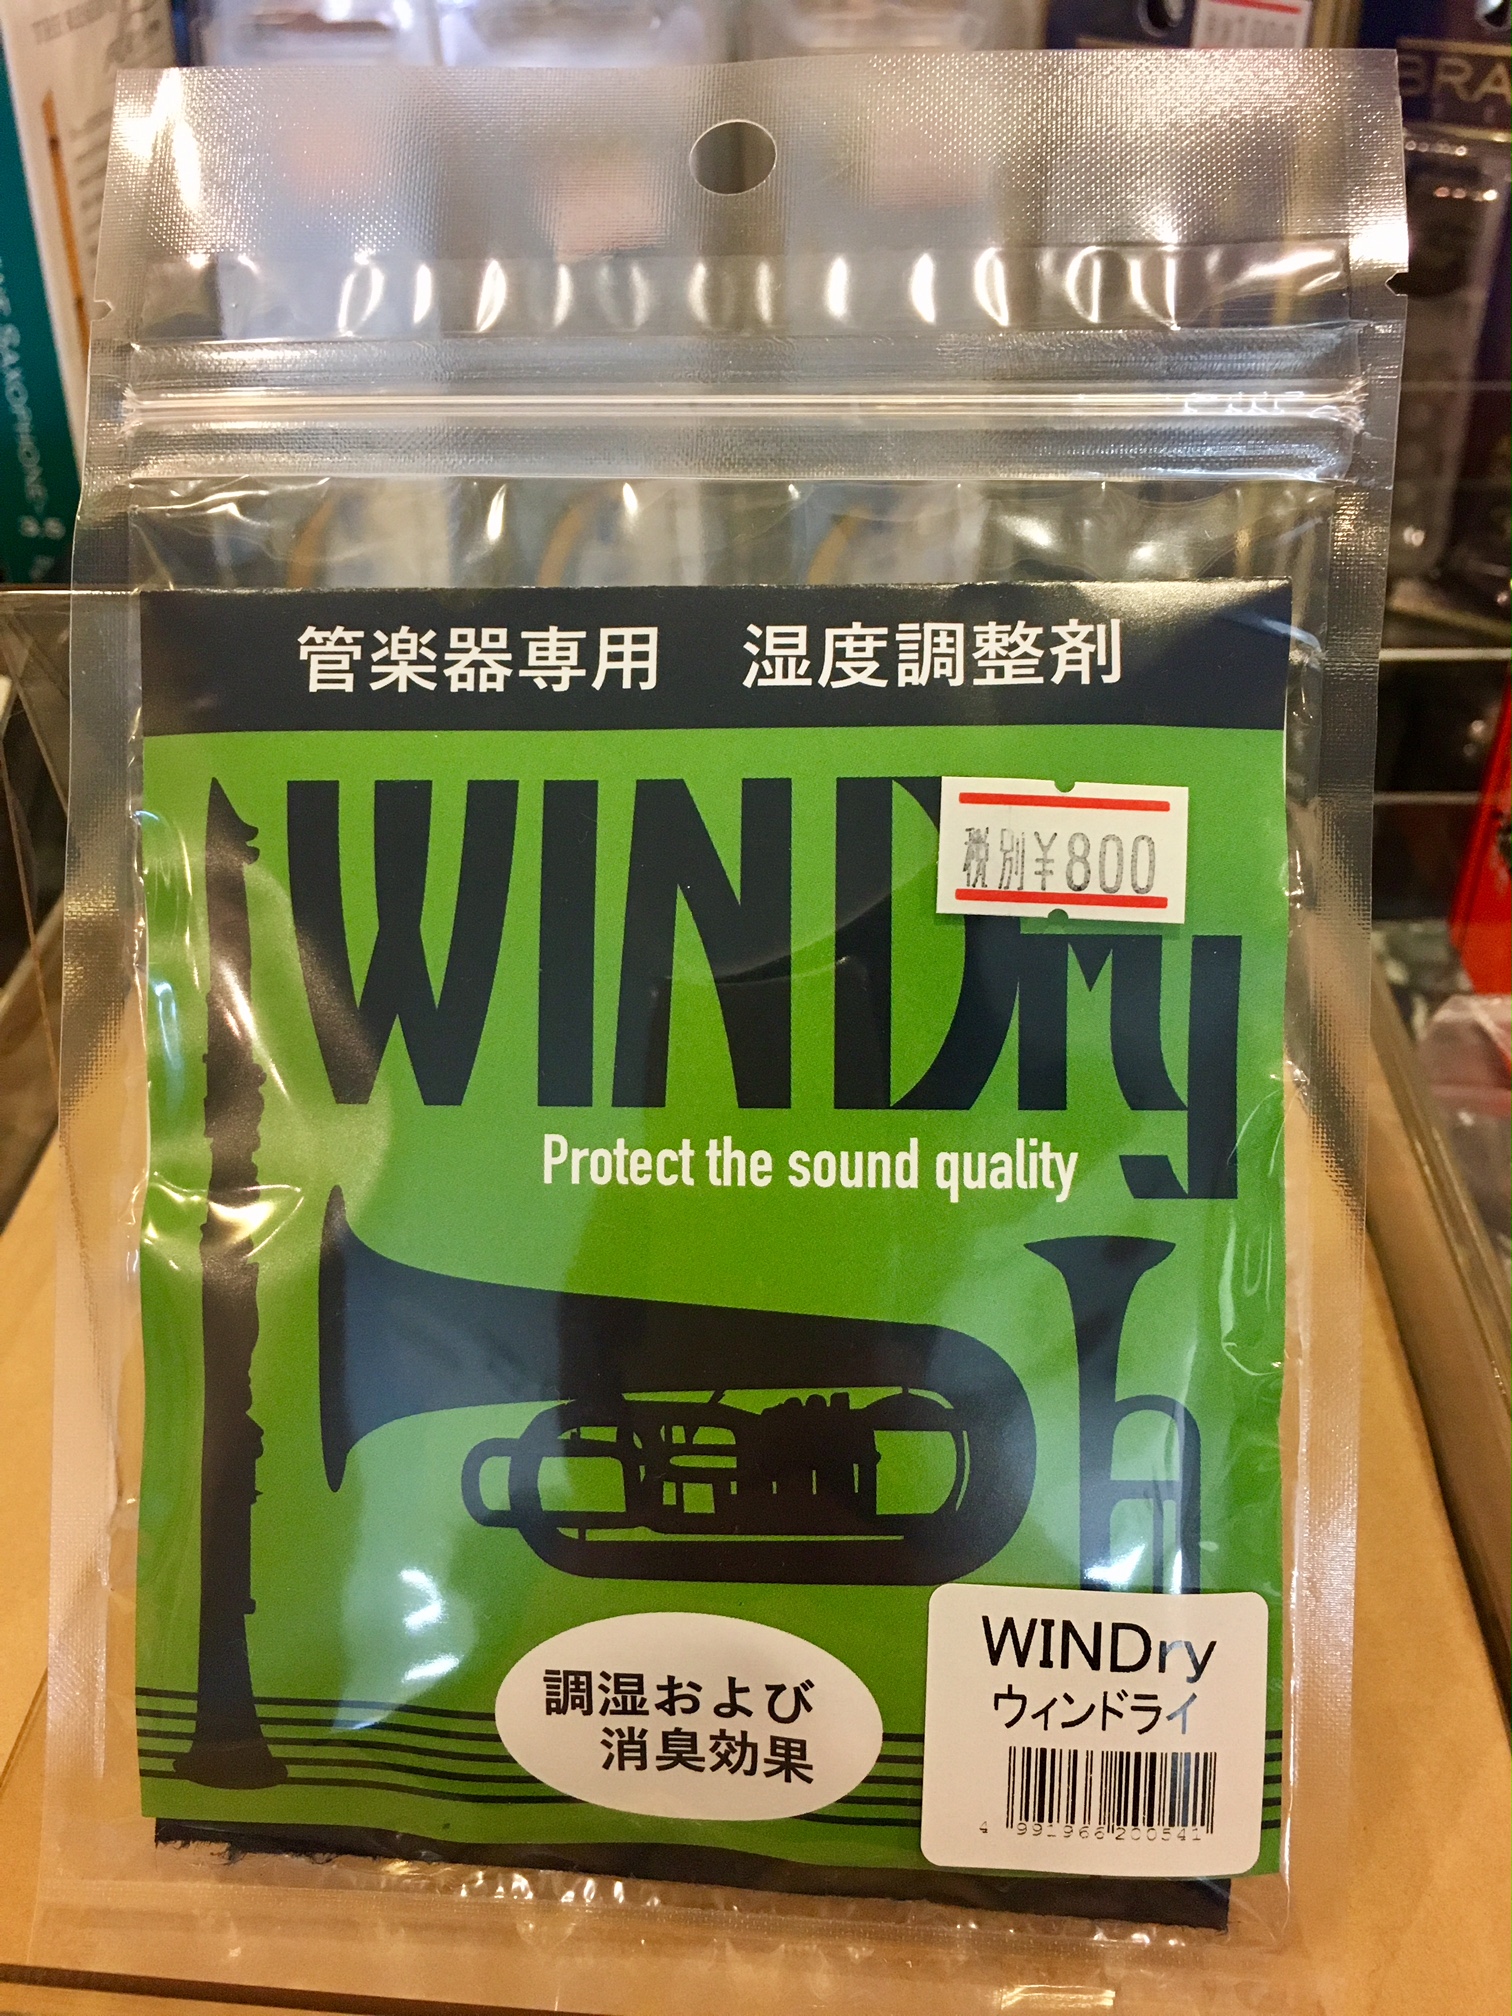 BRA
管楽器専用 湿度調整剤
WINDry
税別¥800
Protect the sound quality
調湿および
消臭効果
WINDry
ウィンドライ
4 991966 200541